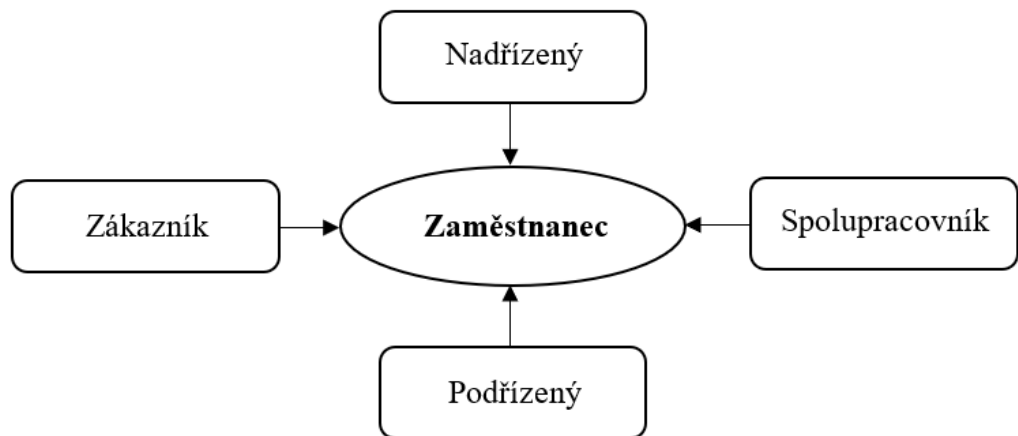 Nadřízený
Zákazník
Zaměstnanec
Spolupracovník
Podřízený